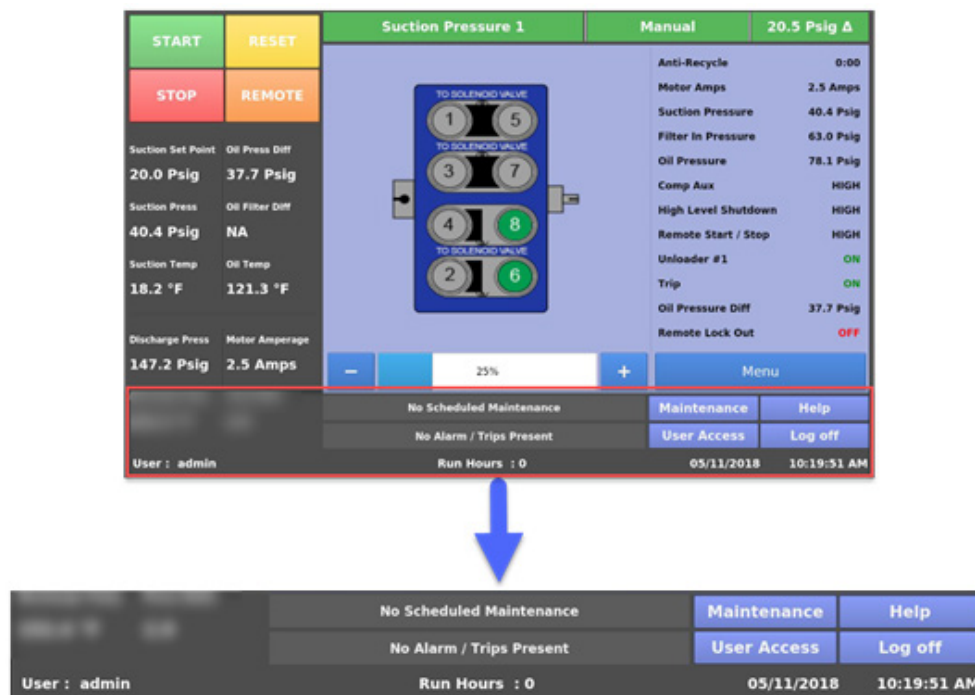 START RESET
STOP REMOTE
Suction Set Point Oil Press Diff
20.0 Psig 37.7 Psig
Suction Press Oil Filter Diff
40.4 Psig NA
Suction Temp Oil Temp
18.2 °F 121.3 °F
Discharge Press Motor Amperage
147.2 Psig 2.5 Amps
Suction Pressure 1 Manual 20.5 Psig Δ
TO SOLENOID VALVE
1 5
TO SOLENOID VALVE
3 7
4 8
TO SOLENOID VALVE
2 6
Anti-Recycle 0:00
Motor Amps 2.5 Amps
Suction Pressure 40.4 Psig
Filter In Pressure 63.0 Psig
Oil Pressure 78.1 Psig
Comp Aux HIGH
High Level Shutdown HIGH
Remote Start / Stop HIGH
Unloader #1 ON
Trip ON
Oil Pressure Diff 37.7 Psig
Remote Lock Out OFF
− 25% + Menu
No Scheduled Maintenance Maintenance Help
No Alarm / Trips Present User Access Log off
User : admin Run Hours : 0 05/11/2018 10:19:51 AM
No Scheduled Maintenance Maintenance Help
No Alarm / Trips Present User Access Log off
User : admin Run Hours : 0 05/11/2018 10:19:51 AM